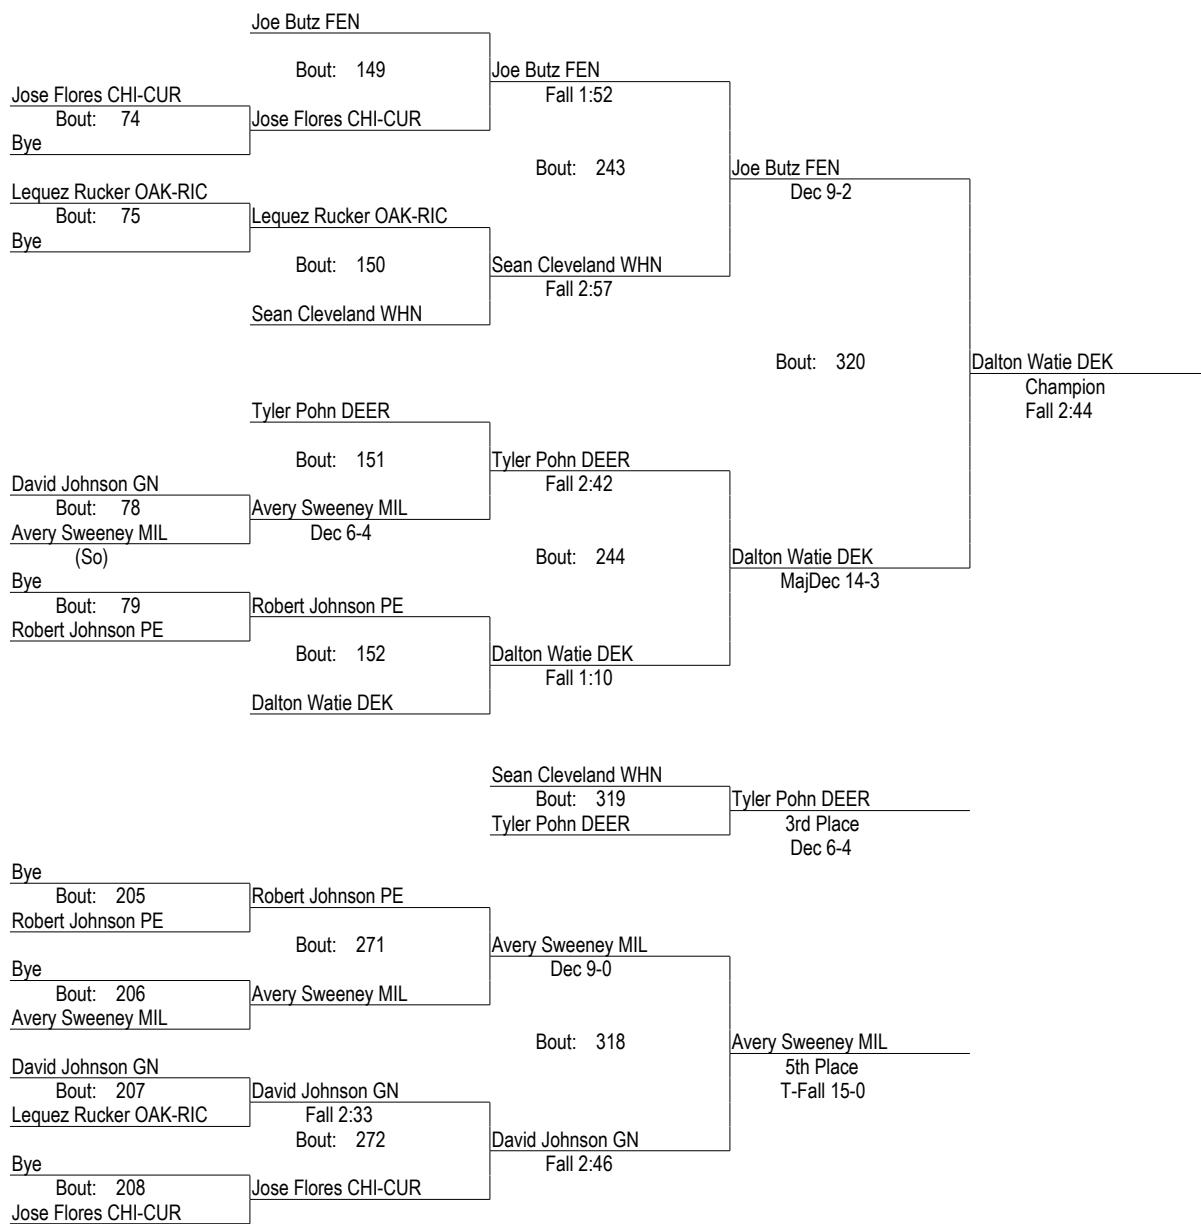 Joe Butz FEN
Bout: 149
Joe Butz FEN
Jose Flores CHI-CUR
Fall 1:52
Bout: 74
Jose Flores CHI-CUR
Bye
Bout: 243
Joe Butz FEN
Lequez Rucker OAK-RIC
Dec 9-2
Bout: 75
Lequez Rucker OAK-RIC
Bye
Bout: 150
Sean Cleveland WHN
Fall 2:57
Sean Cleveland WHN
Bout: 320
Dalton Watie DEK
Champion
Tyler Pohn DEER
Fall 2:44
Bout: 151
Tyler Pohn DEER
David Johnson GN
Fall 2:42
Bout: 78
Avery Sweeney MIL
Avery Sweeney MIL
Dec 6-4
(So)
Bout: 244
Dalton Watie DEK
Bye
MajDec 14-3
Bout: 79
Robert Johnson PE
Robert Johnson PE
Bout: 152
Dalton Watie DEK
Fall 1:10
Dalton Watie DEK
Sean Cleveland WHN
Bout: 319
Tyler Pohn DEER
Tyler Pohn DEER
3rd Place
Dec 6-4
Bye
Bout: 205
Robert Johnson PE
Robert Johnson PE
Bout: 271
Avery Sweeney MIL
Bye
Dec 9-0
Bout: 206
Avery Sweeney MIL
Avery Sweeney MIL
Bout: 318
Avery Sweeney MIL
David Johnson GN
5th Place
Bout: 207
David Johnson GN
T-Fall 15-0
Lequez Rucker OAK-RIC
Fall 2:33
Bout: 272
David Johnson GN
Bye
Fall 2:46
Bout: 208
Jose Flores CHI-CUR
Jose Flores CHI-CUR